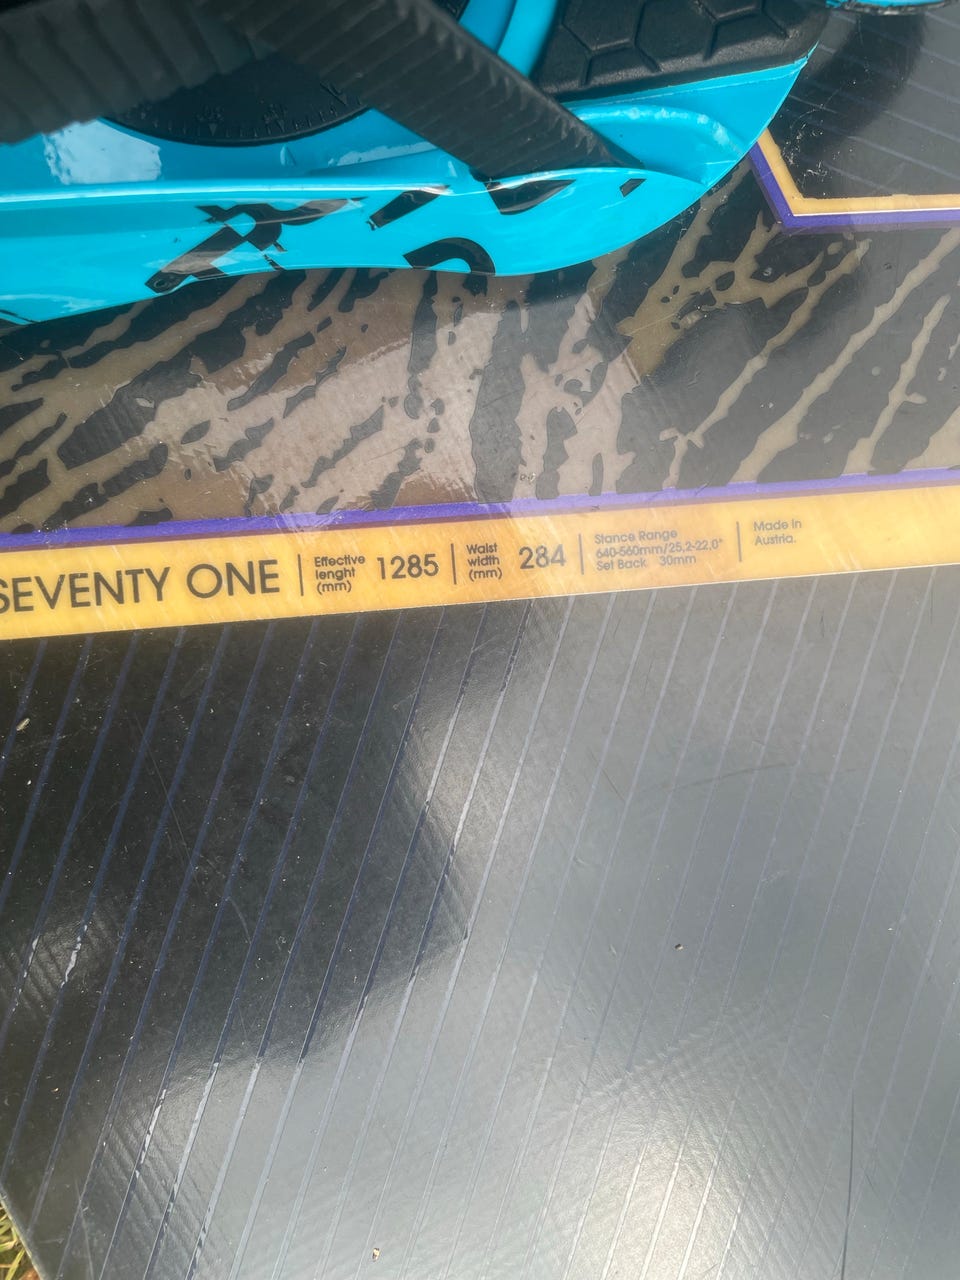 SEVENTY ONE
Effective
lenght
(mm)
1285
Waist
width
(mm)
284
Stance Range
640-560mm/25,2-22,0"
Set Back 30mm
Made in
Austria.